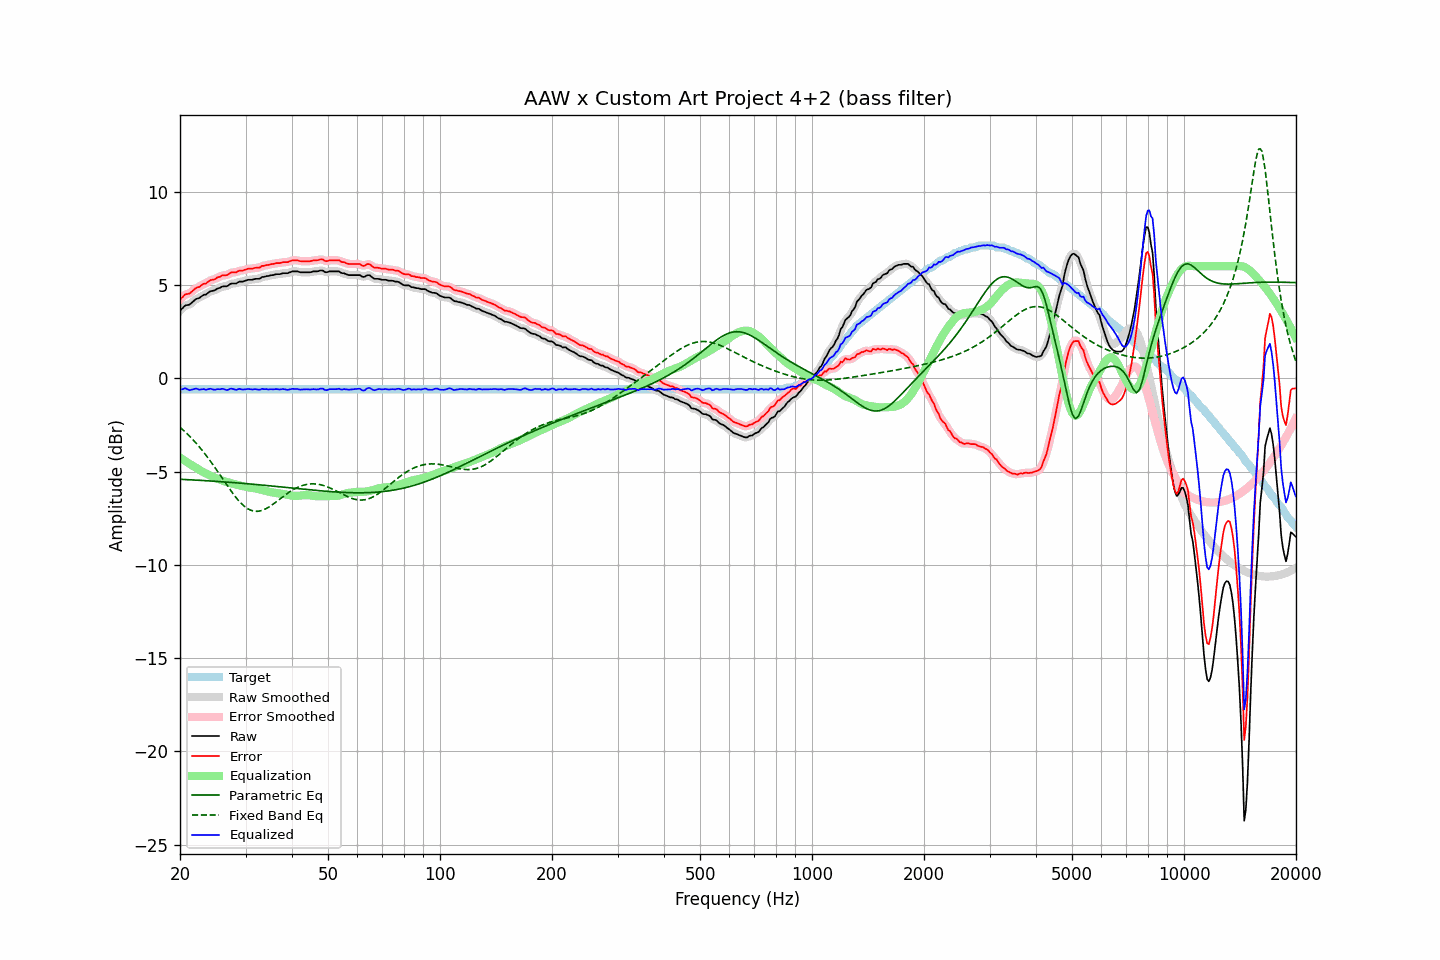 AAW x Custom Art Project 4+2 (bass filter)
Amplitude (dBr)
10
5
0
−5
−10
−15
−20
−25
Target
Raw Smoothed
Error Smoothed
Raw
Error
Equalization
Parametric Eq
Fixed Band Eq
Equalized
20 50 100 200 500 1000 2000 5000 10000 20000
Frequency (Hz)